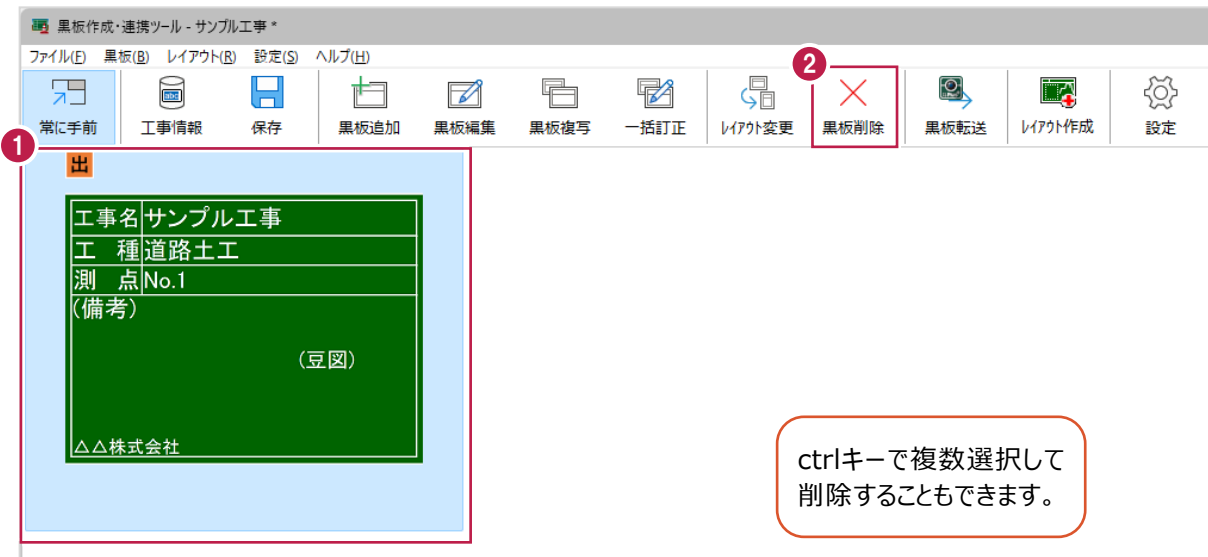 黒板作成・連携ツール - サンプル工事 *
ファイル(F) 黒板(B) レイアウト(R) 設定(S) ヘルプ(H)
2
常に手前 工事情報 保存 黒板追加 黒板編集 黒板複写 一括訂正 レイアウト変更 黒板削除 黒板転送 レイアウト作成 設定
1
出
工事名 サンプル工事
工 種 道路土工
測 点 No.1
(備考)
(豆図)
△△株式会社
ctrlキーで複数選択して
削除することもできます。